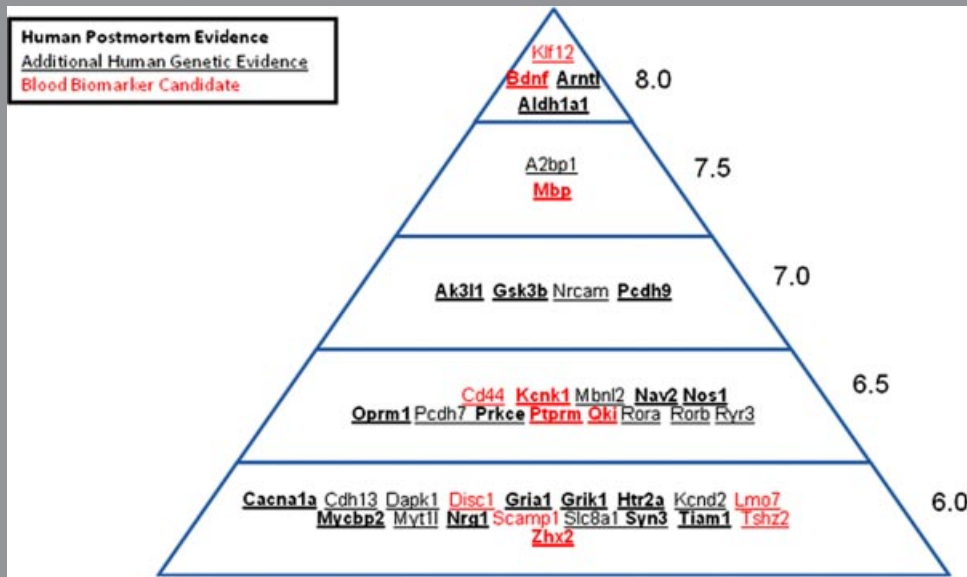 Human Postmortem Evidence
Additional Human Genetic Evidence
Blood Biomarker Candidate
Klf12
Bdnf Arntl
Aldh1a1
8.0
A2bp1
Mbp
7.5
Ak3l1 Gsk3b Nrcam Pcdh9
7.0
Cd44 Kcnk1 Mbnl2 Nav2 Nos1
Oprm1 Pcdh7 Prkce Ptprm Qki Rora Rorb Ryr3
6.5
Cacna1a Cdh13 Dapk1 Disc1 Gria1 Grik1 Htr2a Kcnd2 Lmo7
Mycbp2 Myt1l Nrg1 Scamp1 Slc8a1 Syn3 Tiam1 Tshz2
Zhx2
6.0